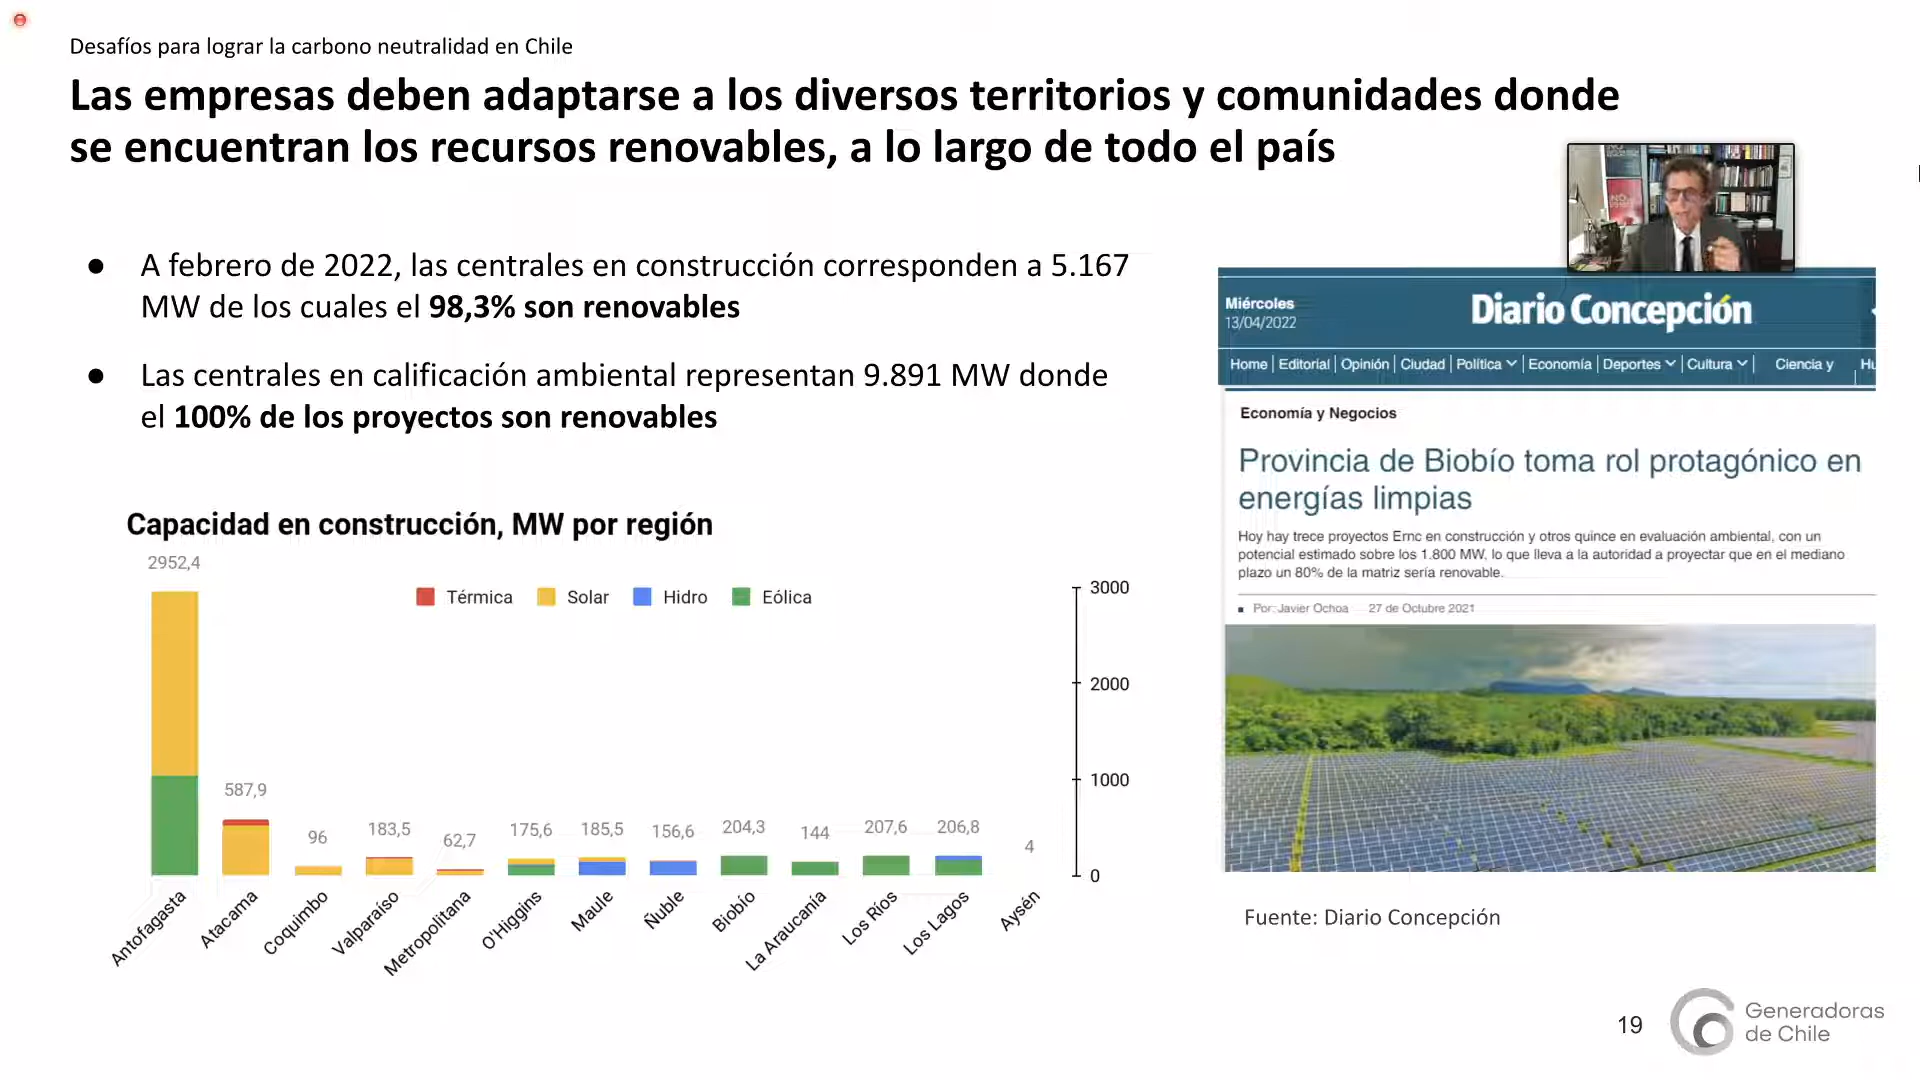 Desafíos para lograr la carbono neutralidad en Chile
Las empresas deben adaptarse a los diversos territorios y comunidades donde
se encuentran los recursos renovables, a lo largo de todo el país
● A febrero de 2022, las centrales en construcción corresponden a 5.167
MW de los cuales el 98,3% son renovables
● Las centrales en calificación ambiental representan 9.891 MW donde
el 100% de los proyectos son renovables
Capacidad en construcción, MW por región
Térmica Solar Hidro Eólica
2952,4
587,9
96
183,5
62,7
175,6
185,5
156,6
204,3
144
207,6
206,8
4
3000
2000
1000
0
Antofagasta
Atacama
Coquimbo
Valparaíso
Metropolitana
O'Higgins
Maule
Ñuble
Biobío
La Araucanía
Los Ríos
Los Lagos
Aysén
Miércoles
13/04/2022
Diario Concepción
Home | Editorial | Opinión | Ciudad | Política | Economía | Deportes | Cultura | Ciencia y Hu
Economía y Negocios
Provincia de Biobío toma rol protagónico en
energías limpias
Hoy hay trece proyectos Ernc en construcción y otros quince en evaluación ambiental, con un
potencial estimado sobre los 1.800 MW, lo que lleva a la autoridad a proyectar que en el mediano
plazo un 80% de la matriz sería renovable.
Por: Javier Ochoa 27 de Octubre 2021
Fuente: Diario Concepción
19
Generadoras
de Chile